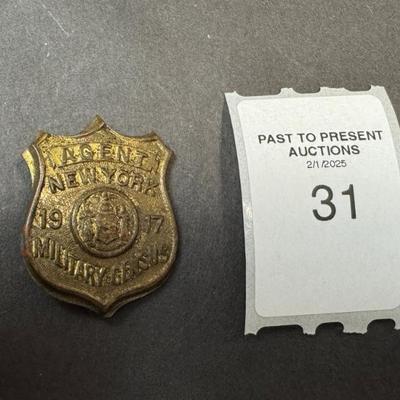 AGENT
NEW YORK
19 17
MILITARY CENSUS
PAST TO PRESENT
AUCTIONS
2/1/2025
31